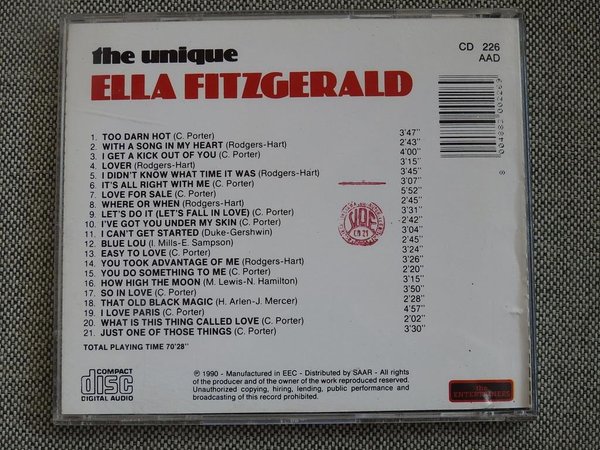 the unique
ELLA FITZGERALD
CD 226
AAD
1. TOO DARN HOT (C. Porter) 3'47"
2. WITH A SONG IN MY HEART (Rodgers-Hart) 2'43"
3. I GET A KICK OUT OF YOU (C. Porter) 4'00"
4. LOVER (Rodgers-Hart) 3'15"
5. I DIDN'T KNOW WHAT TIME IT WAS (Rodgers-Hart) 3'45"
6. IT'S ALL RIGHT WITH ME (C. Porter) 3'07"
7. LOVE FOR SALE (C. Porter) 5'52"
8. WHERE OR WHEN (Rodgers-Hart) 2'45"
9. LET'S DO IT (LET'S FALL IN LOVE) (C. Porter) 3'31"
10. I'VE GOT YOU UNDER MY SKIN (C. Porter) 2'42"
11. I CAN'T GET STARTED (Duke-Gershwin) 3'04"
12. BLUE LOU (I. Mills-E. Sampson) 2'45"
13. EASY TO LOVE (C. Porter) 3'24"
14. YOU TOOK ADVANTAGE OF ME (Rodgers-Hart) 3'26"
15. YOU DO SOMETHING TO ME (C. Porter) 2'20"
16. HOW HIGH THE MOON (M. Lewis-N. Hamilton) 3'15"
17. SO IN LOVE (C. Porter) 3'50"
18. THAT OLD BLACK MAGIC (H. Arlen-J. Mercer) 2'28"
19. I LOVE PARIS (C. Porter) 4'57"
20. WHAT IS THIS THING CALLED LOVE (C. Porter) 2'02"
21. JUST ONE OF THOSE THINGS (C. Porter) 3'30"
TOTAL PLAYING TIME 70'28"
COMPACT
disc
DIGITAL AUDIO
℗ 1990 - Manufactured in EEC - Distributed by SAAR - All rights
of the producer and of the owner of the work reproduced reserved.
Unauthorized copying, hiring, lending, public performance and
broadcasting of this record prohibited.
the
ENTERTAINERS